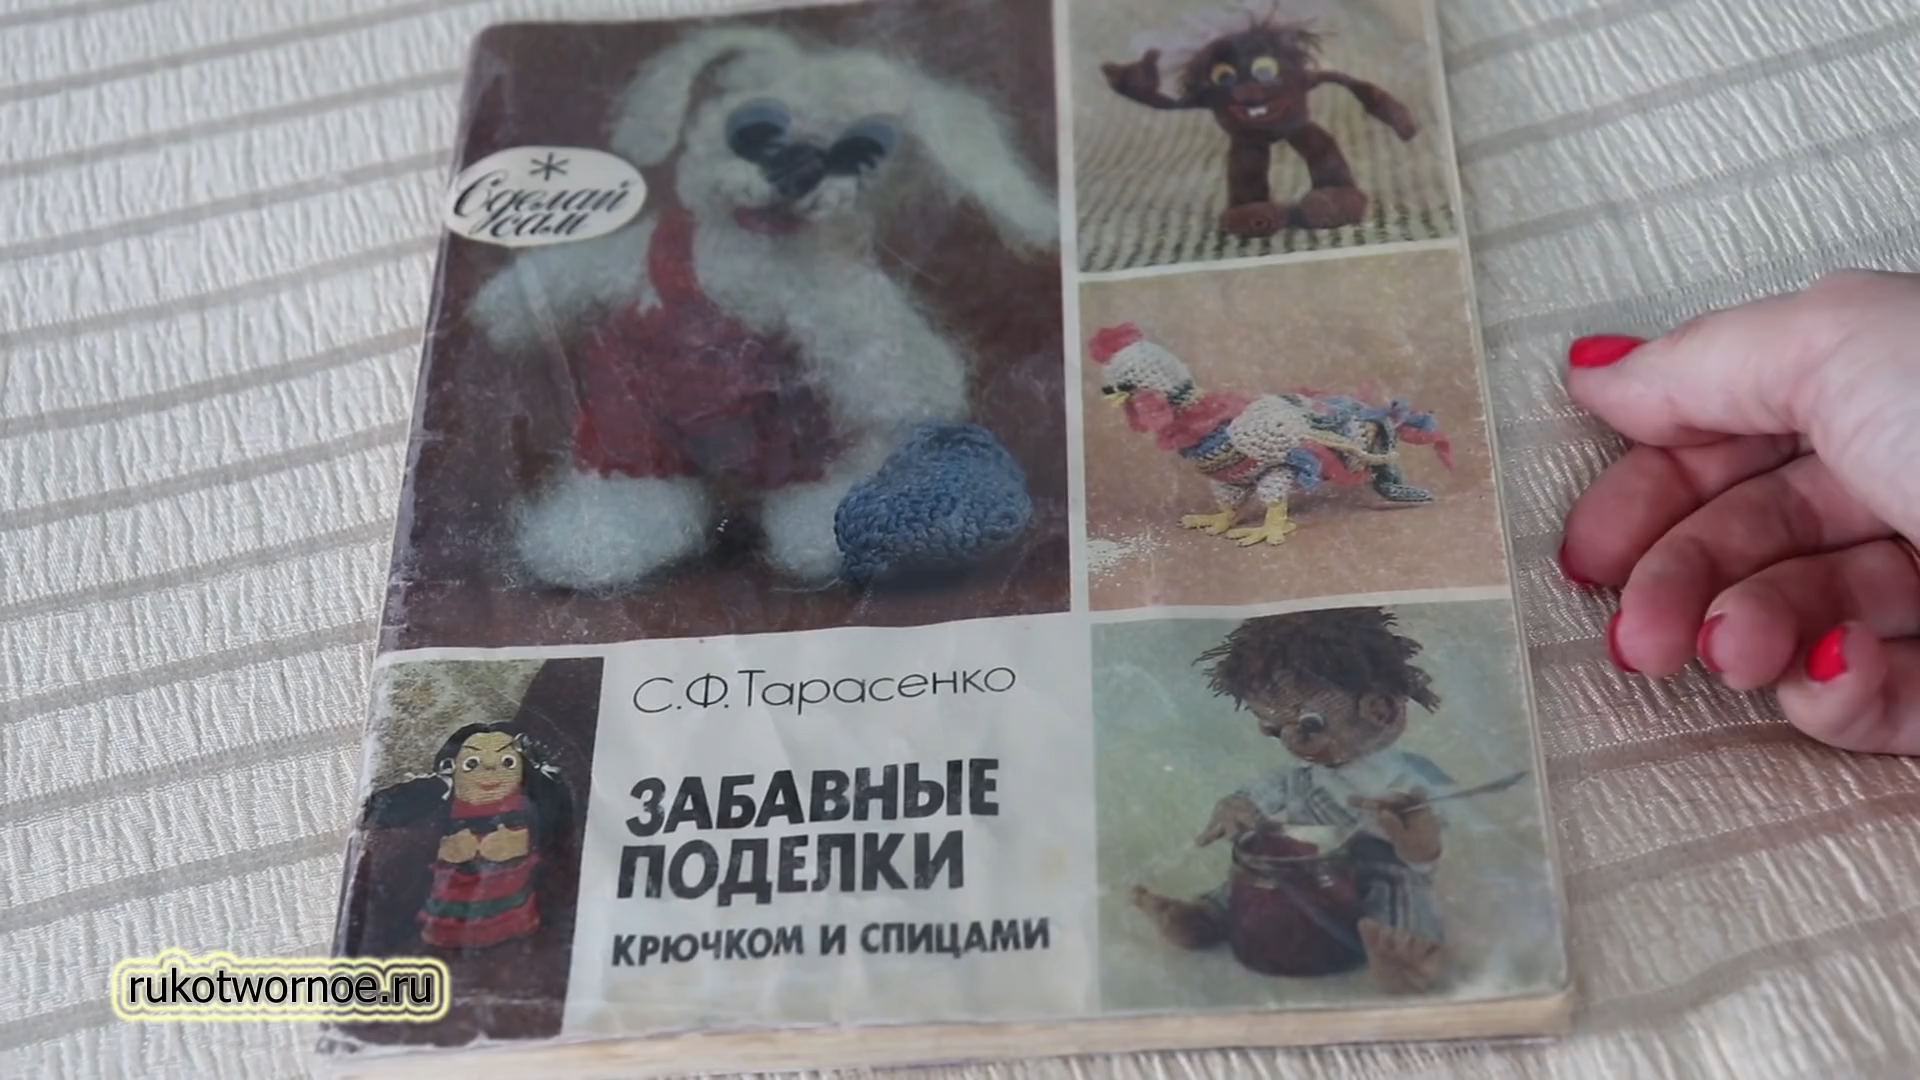 Сделай
сам
С.Ф.Тарасенко
ЗАБАВНЫЕ
ПОДЕЛКИ
КРЮЧКОМ И СПИЦАМИ
rukotwornoe.ru